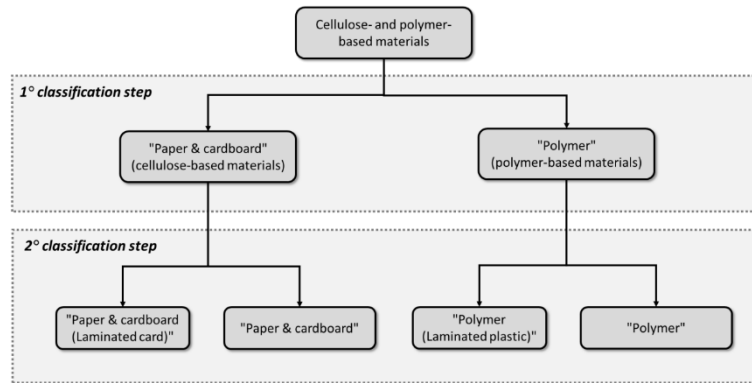 Cellulose- and polymer-
based materials
1° classification step
"Paper & cardboard"
(cellulose-based materials)
"Polymer"
(polymer-based materials)
2° classification step
"Paper & cardboard
(Laminated card)"
"Paper & cardboard"
"Polymer
(Laminated plastic)"
"Polymer"